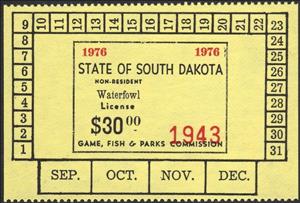 9 10 11 12 13 14 15 16 17 18 19 20 21 22 23
8 1976 1976 24
7 STATE OF SOUTH DAKOTA 25
6 NON-RESIDENT 26
5 Waterfowl 27
4 License 28
3 $30 00 29
2 1943 30
1 GAME, FISH & PARKS COMMISSION 31
SEP. OCT. NOV. DEC.